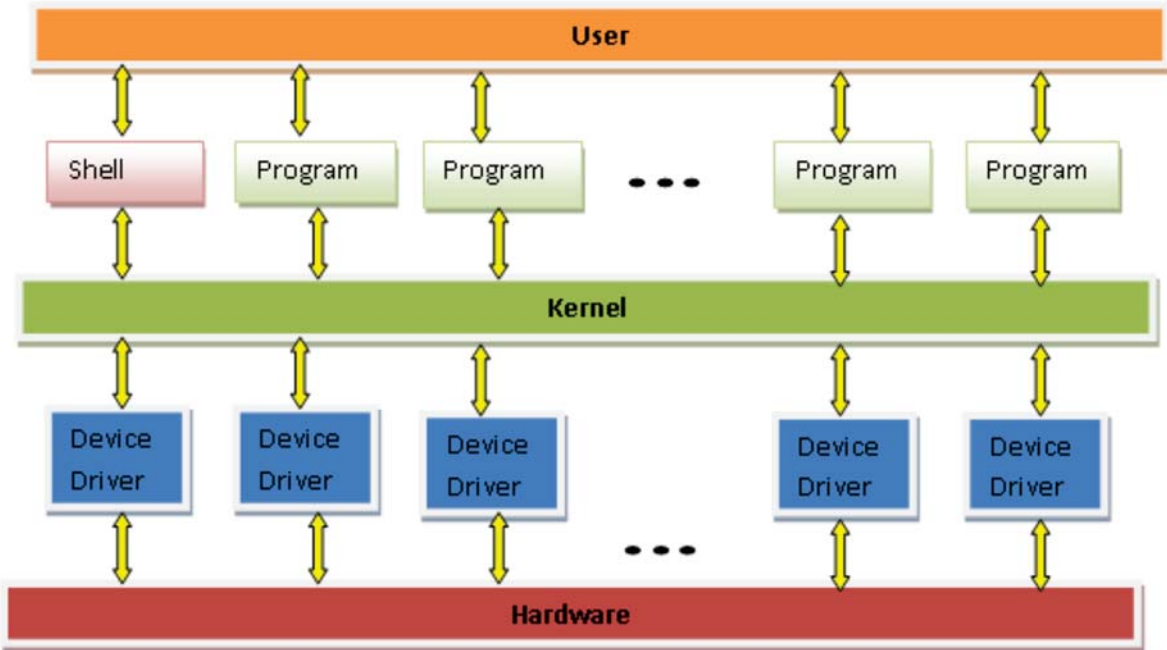 User
Shell
Program
Program
Program
Program
Kernel
Device
Driver
Device
Driver
Device
Driver
Device
Driver
Device
Driver
Hardware